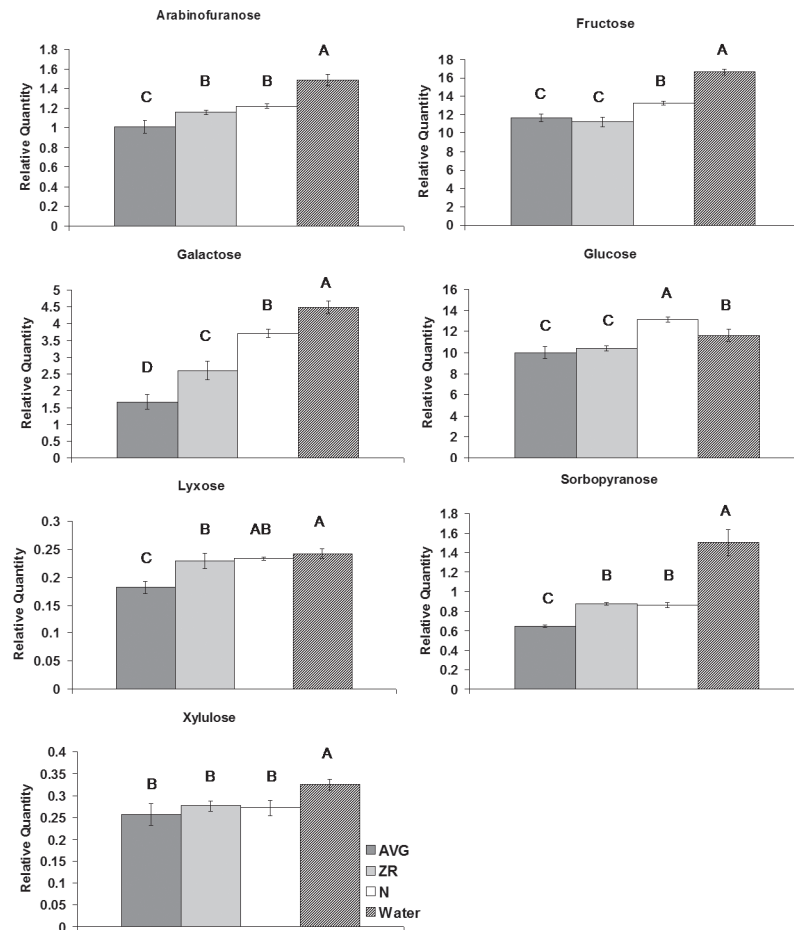 Arabinofuranose
Relative Quantity
1.8
1.6
1.4
1.2
1
0.8
0.6
0.4
0.2
0
C
B
B
A
Fructose
Relative Quantity
18
16
14
12
10
8
6
4
2
0
C
C
B
A
Galactose
Relative Quantity
5
4.5
4
3.5
3
2.5
2
1.5
1
0.5
0
D
C
B
A
Glucose
Relative Quantity
16
14
12
10
8
6
4
2
0
C
C
A
B
Lyxose
Relative Quantity
0.3
0.25
0.2
0.15
0.1
0.05
0
C
B
AB
A
Sorbopyranose
Relative Quantity
1.8
1.6
1.4
1.2
1
0.8
0.6
0.4
0.2
0
C
B
B
A
Xylulose
Relative Quantity
0.4
0.35
0.3
0.25
0.2
0.15
0.1
0.05
0
B
B
B
A
AVG
ZR
N
Water